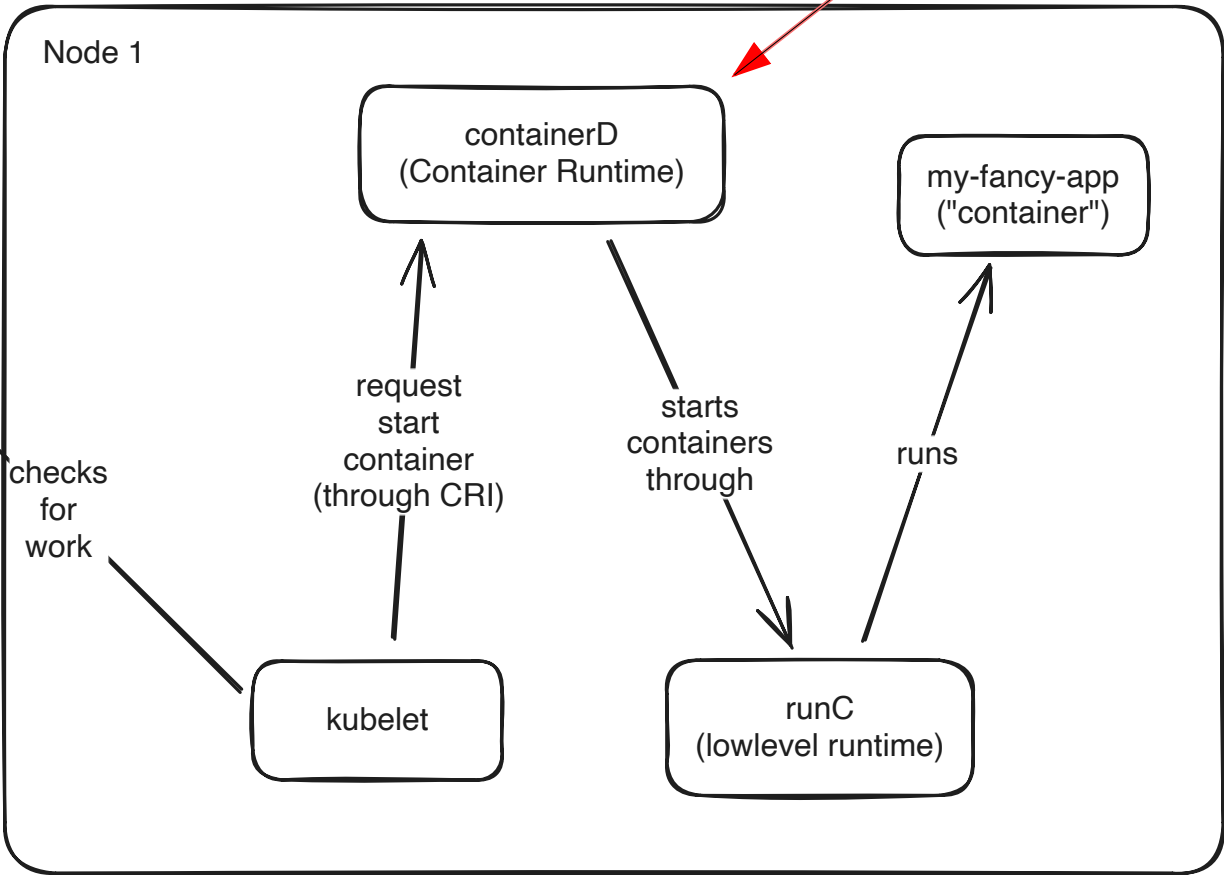 Node 1
containerD
(Container Runtime)
my-fancy-app
("container")
request
start
container
(through CRI)
starts
containers
through
runs
checks
for
work
kubelet
runC
(lowlevel runtime)